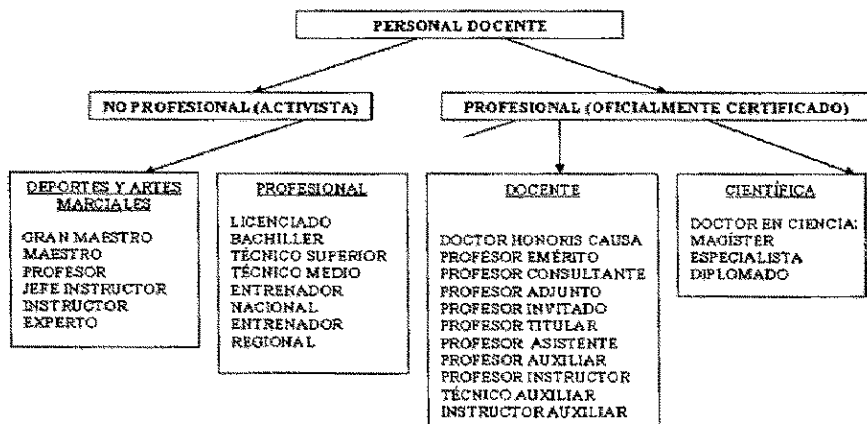 PERSONAL DOCENTE
NO PROFESIONAL (ACTIVISTA)
PROFESIONAL (OFICIALMENTE CERTIFICADO)
DEPORTES Y ARTES
MARCIALES
GRAN MAESTRO
MAESTRO
PROFESOR
JEFE INSTRUCTOR
INSTRUCTOR
EXPERTO
PROFESIONAL
LICENCIADO
BACHILLER
TÉCNICO SUPERIOR
TÉCNICO MEDIO
ENTRENADOR
NACIONAL
ENTRENADOR
REGIONAL
DOCENTE
DOCTOR HONORIS CAUSA
PROFESOR EMÉRITO
PROFESOR CONSULTANTE
PROFESOR ADJUNTO
PROFESOR INVITADO
PROFESOR TITULAR
PROFESOR ASISTENTE
PROFESOR AUXILIAR
PROFESOR INSTRUCTOR
TÉCNICO AUXILIAR
INSTRUCTOR AUXILIAR
CIENTÍFICA
DOCTOR EN CIENCIA
MAGÍSTER
ESPECIALISTA
DIPLOMADO